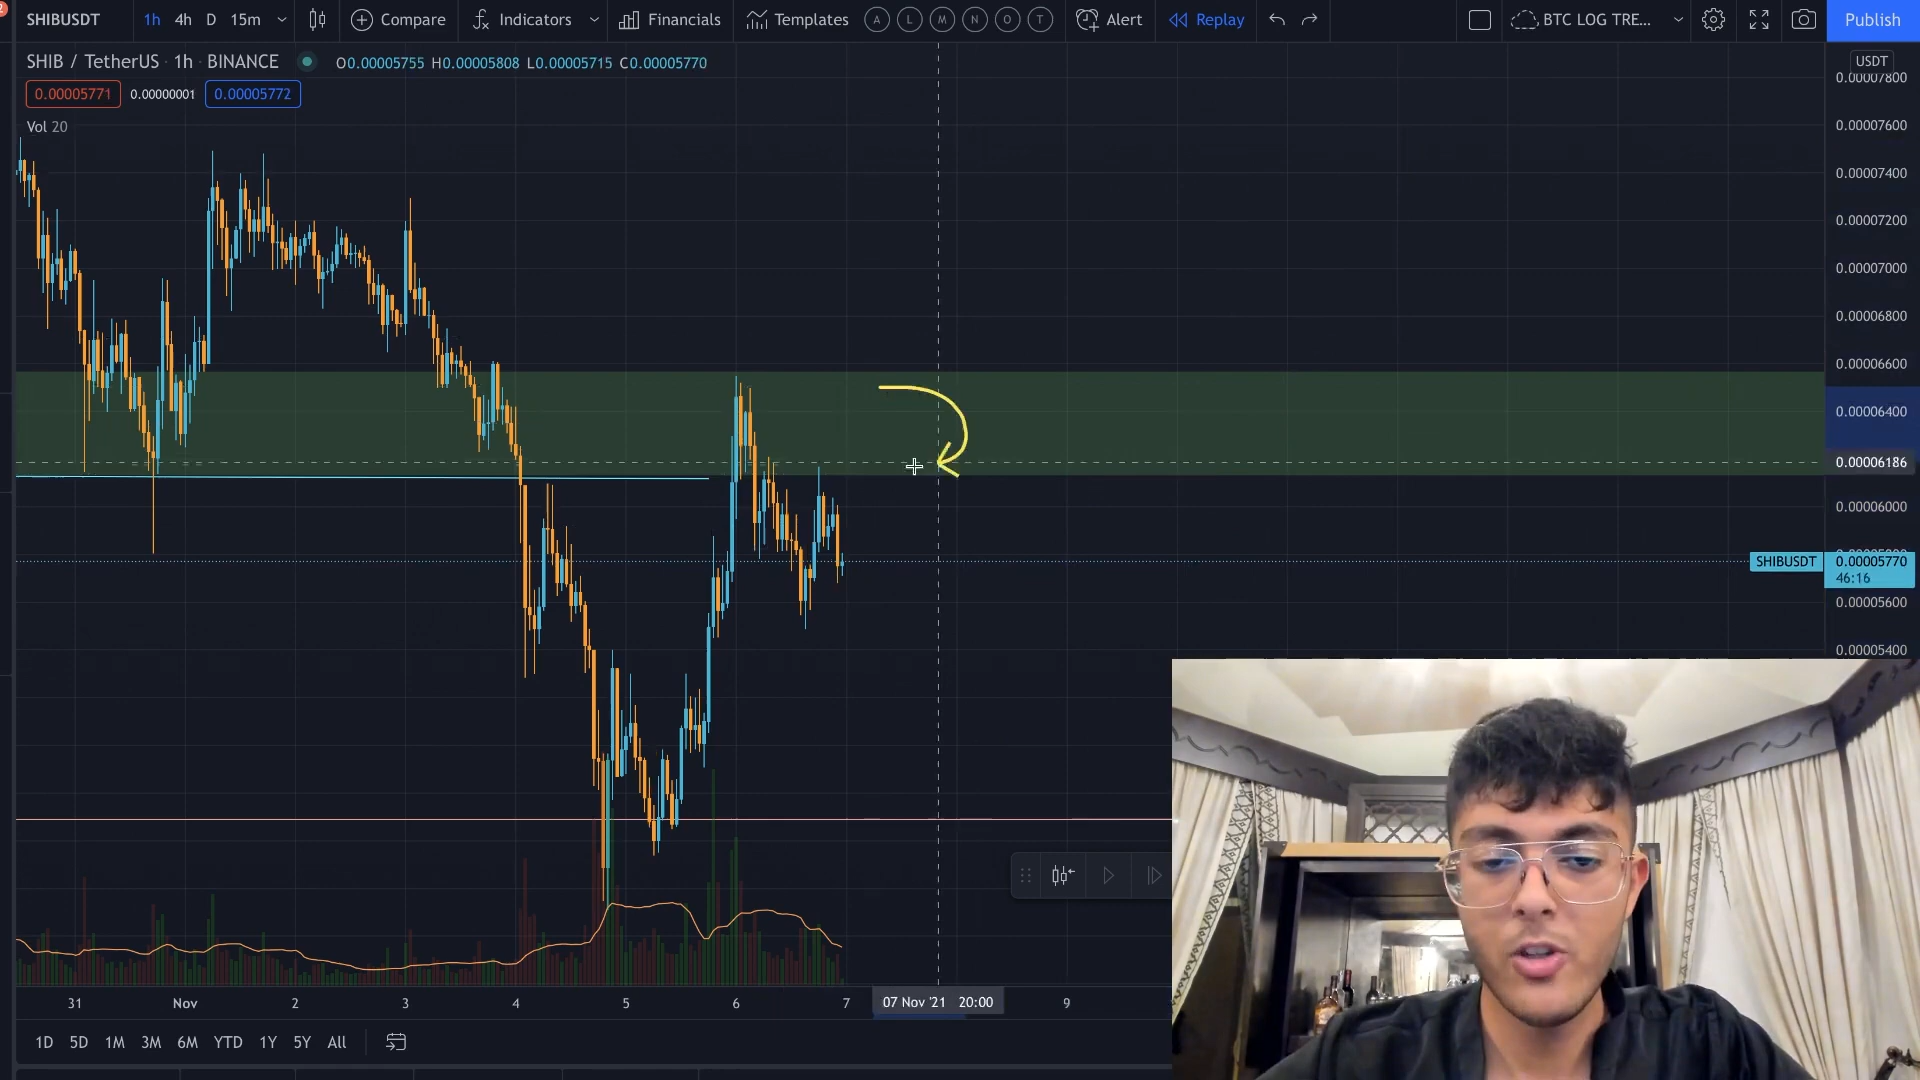 SHIBUSDT 1h 4h D 15m Compare Indicators Financials Templates A L M N O T Alert Replay BTC LOG TRE... Publish
SHIB / TetherUS · 1h · BINANCE O0.00005755 H0.00005808 L0.00005715 C0.00005770
0.00005771 0.00000001 0.00005772
Vol 20
USDT
0.00007800
0.00007600
0.00007400
0.00007200
0.00007000
0.00006800
0.00006600
0.00006400
0.00006186
0.00006000
SHIBUSDT 0.00005770
46:16
0.00005600
0.00005400
31 Nov 2 3 4 5 6 7 07 Nov '21 20:00 9
1D 5D 1M 3M 6M YTD 1Y 5Y All